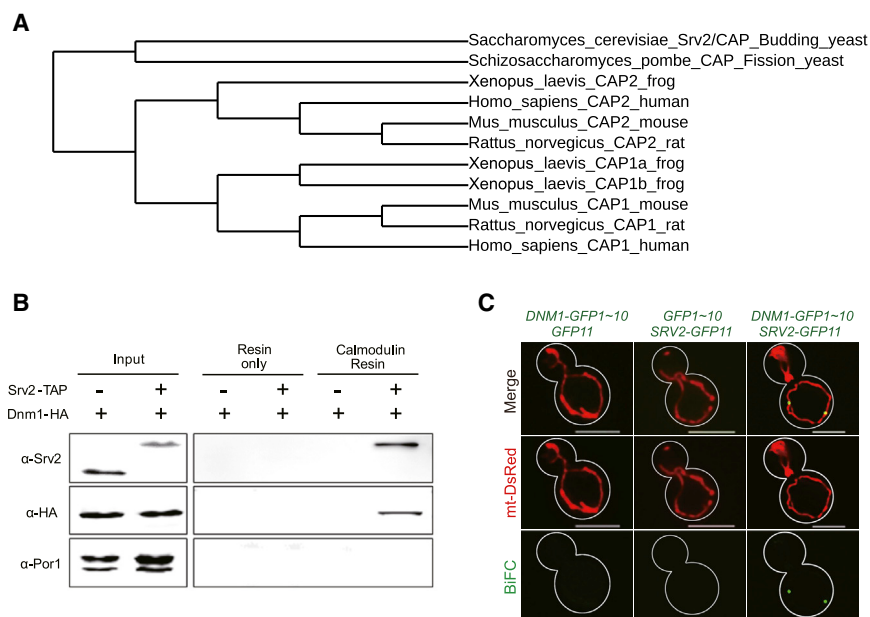 A
Saccharomyces_cerevisiae_Srv2/CAP_Budding_yeast
Schizosaccharomyces_pombe_CAP_Fission_yeast
Xenopus_laevis_CAP2_frog
Homo_sapiens_CAP2_human
Mus_musculus_CAP2_mouse
Rattus_norvegicus_CAP2_rat
Xenopus_laevis_CAP1a_frog
Xenopus_laevis_CAP1b_frog
Mus_musculus_CAP1_mouse
Rattus_norvegicus_CAP1_rat
Homo_sapiens_CAP1_human
B
Input
Resin
only
Calmodulin
Resin
Srv2-TAP - + - + - +
Dnm1-HA + + + + + +
α-Srv2
α-HA
α-Por1
C
DNM1-GFP1~10
GFP11
GFP1~10
SRV2-GFP11
DNM1-GFP1~10
SRV2-GFP11
Merge
mt-DsRed
BiFC